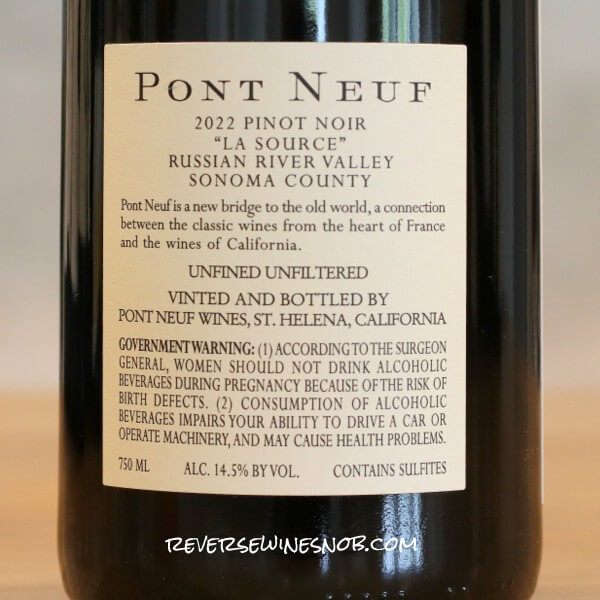 PONT NEUF
2022 PINOT NOIR
"LA SOURCE"
RUSSIAN RIVER VALLEY
SONOMA COUNTY
Pont Neuf is a new bridge to the old world, a connection
between the classic wines from the heart of France
and the wines of California.
UNFINED UNFILTERED
VINTED AND BOTTLED BY
PONT NEUF WINES, ST. HELENA, CALIFORNIA
GOVERNMENT WARNING: (1) ACCORDING TO THE SURGEON
GENERAL, WOMEN SHOULD NOT DRINK ALCOHOLIC
BEVERAGES DURING PREGNANCY BECAUSE OF THE RISK OF
BIRTH DEFECTS. (2) CONSUMPTION OF ALCOHOLIC
BEVERAGES IMPAIRS YOUR ABILITY TO DRIVE A CAR OR
OPERATE MACHINERY, AND MAY CAUSE HEALTH PROBLEMS.
750 ML ALC. 14.5% BY VOL. CONTAINS SULFITES
REVERSEWINESNOB.COM